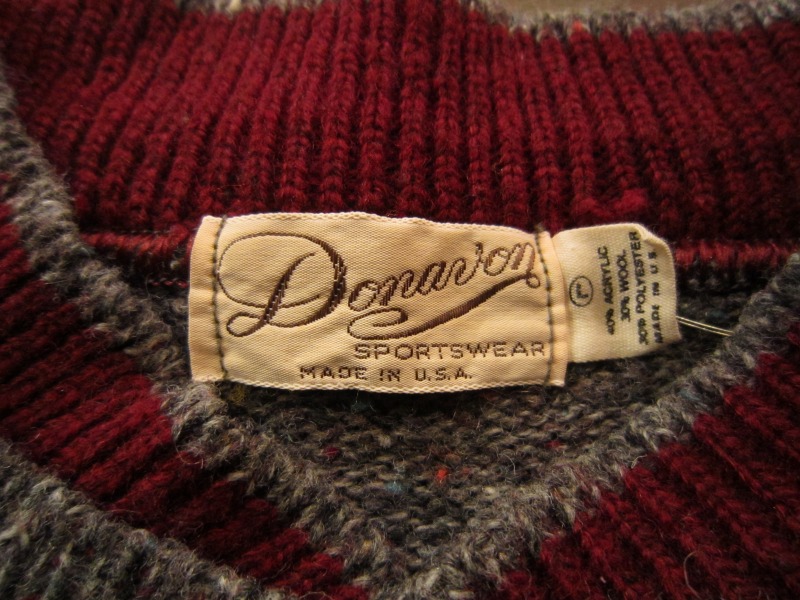 Donavon
SPORTSWEAR
MADE IN U.S.A.
40% ACRYLIC
30% WOOL
30% POLYESTER
MADE IN U.S.